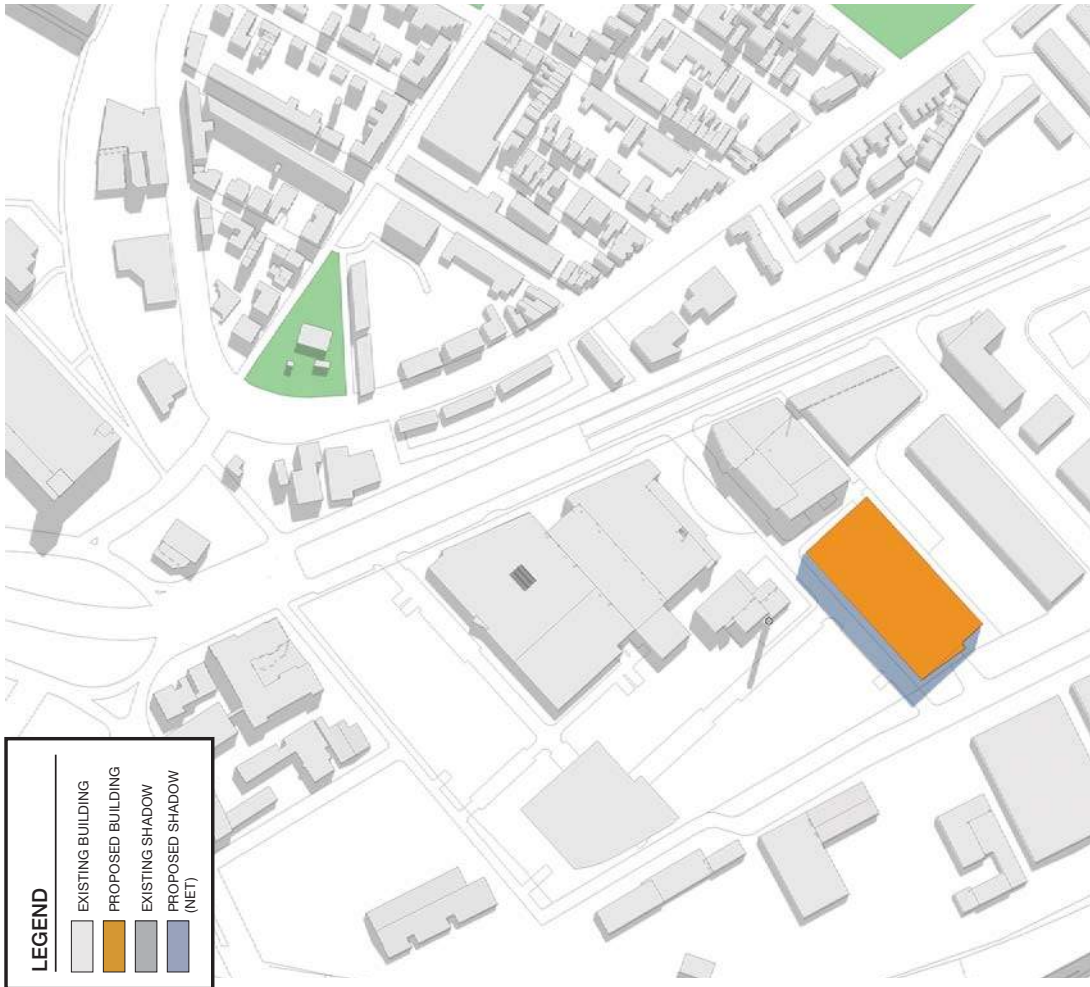 LEGEND
EXISTING BUILDING
PROPOSED BUILDING
EXISTING SHADOW
PROPOSED SHADOW
(NET)